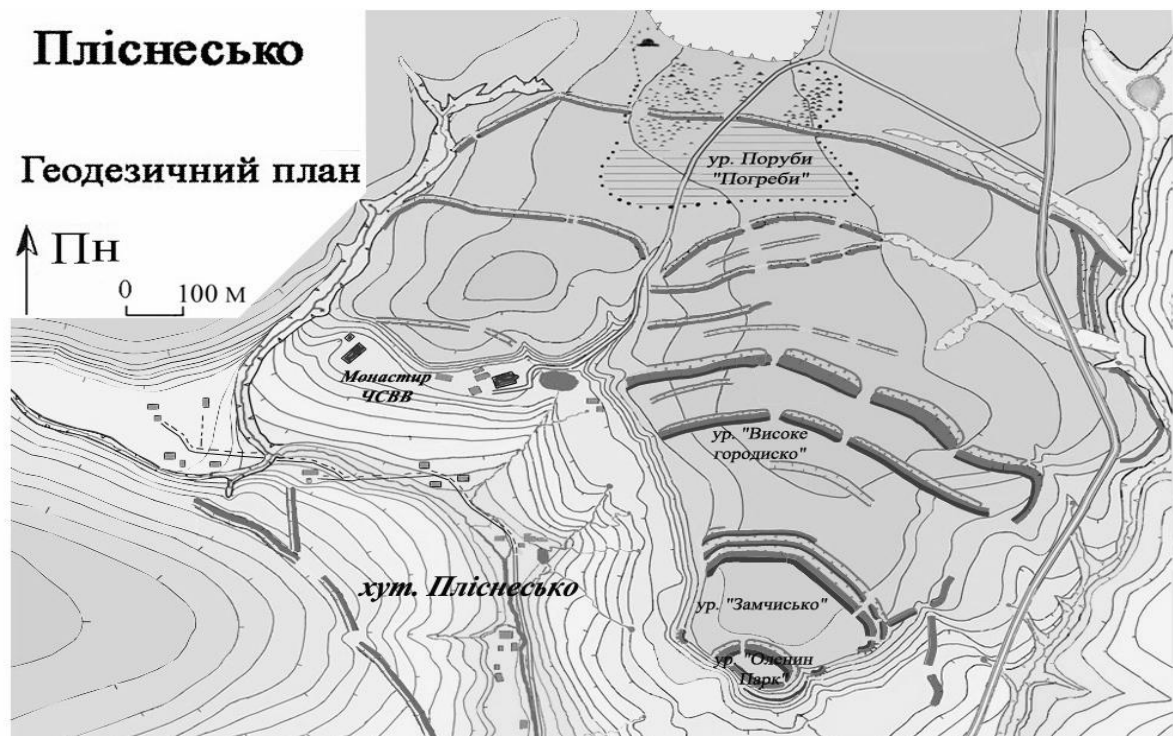 Пліснесько
Геодезичний план
Пн
0 100 М
ур. Поруби
"Погреби"
Монастир
ЧСВВ
ур. "Високе
городиско"
хут. Пліснесько
ур. "Замчисько"
ур. "Оленин
Парк"